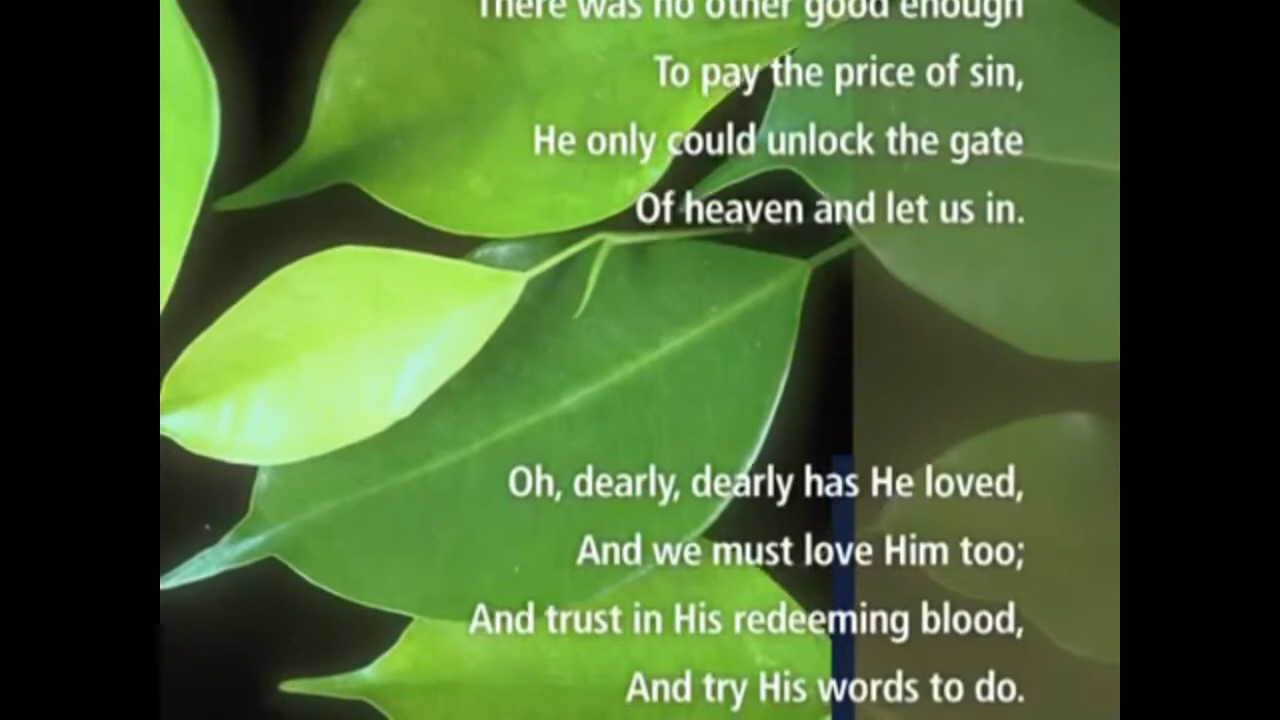 There was no other good enough
To pay the price of sin,
He only could unlock the gate
Of heaven and let us in.
Oh, dearly, dearly has He loved,
And we must love Him too;
And trust in His redeeming blood,
And try His words to do.